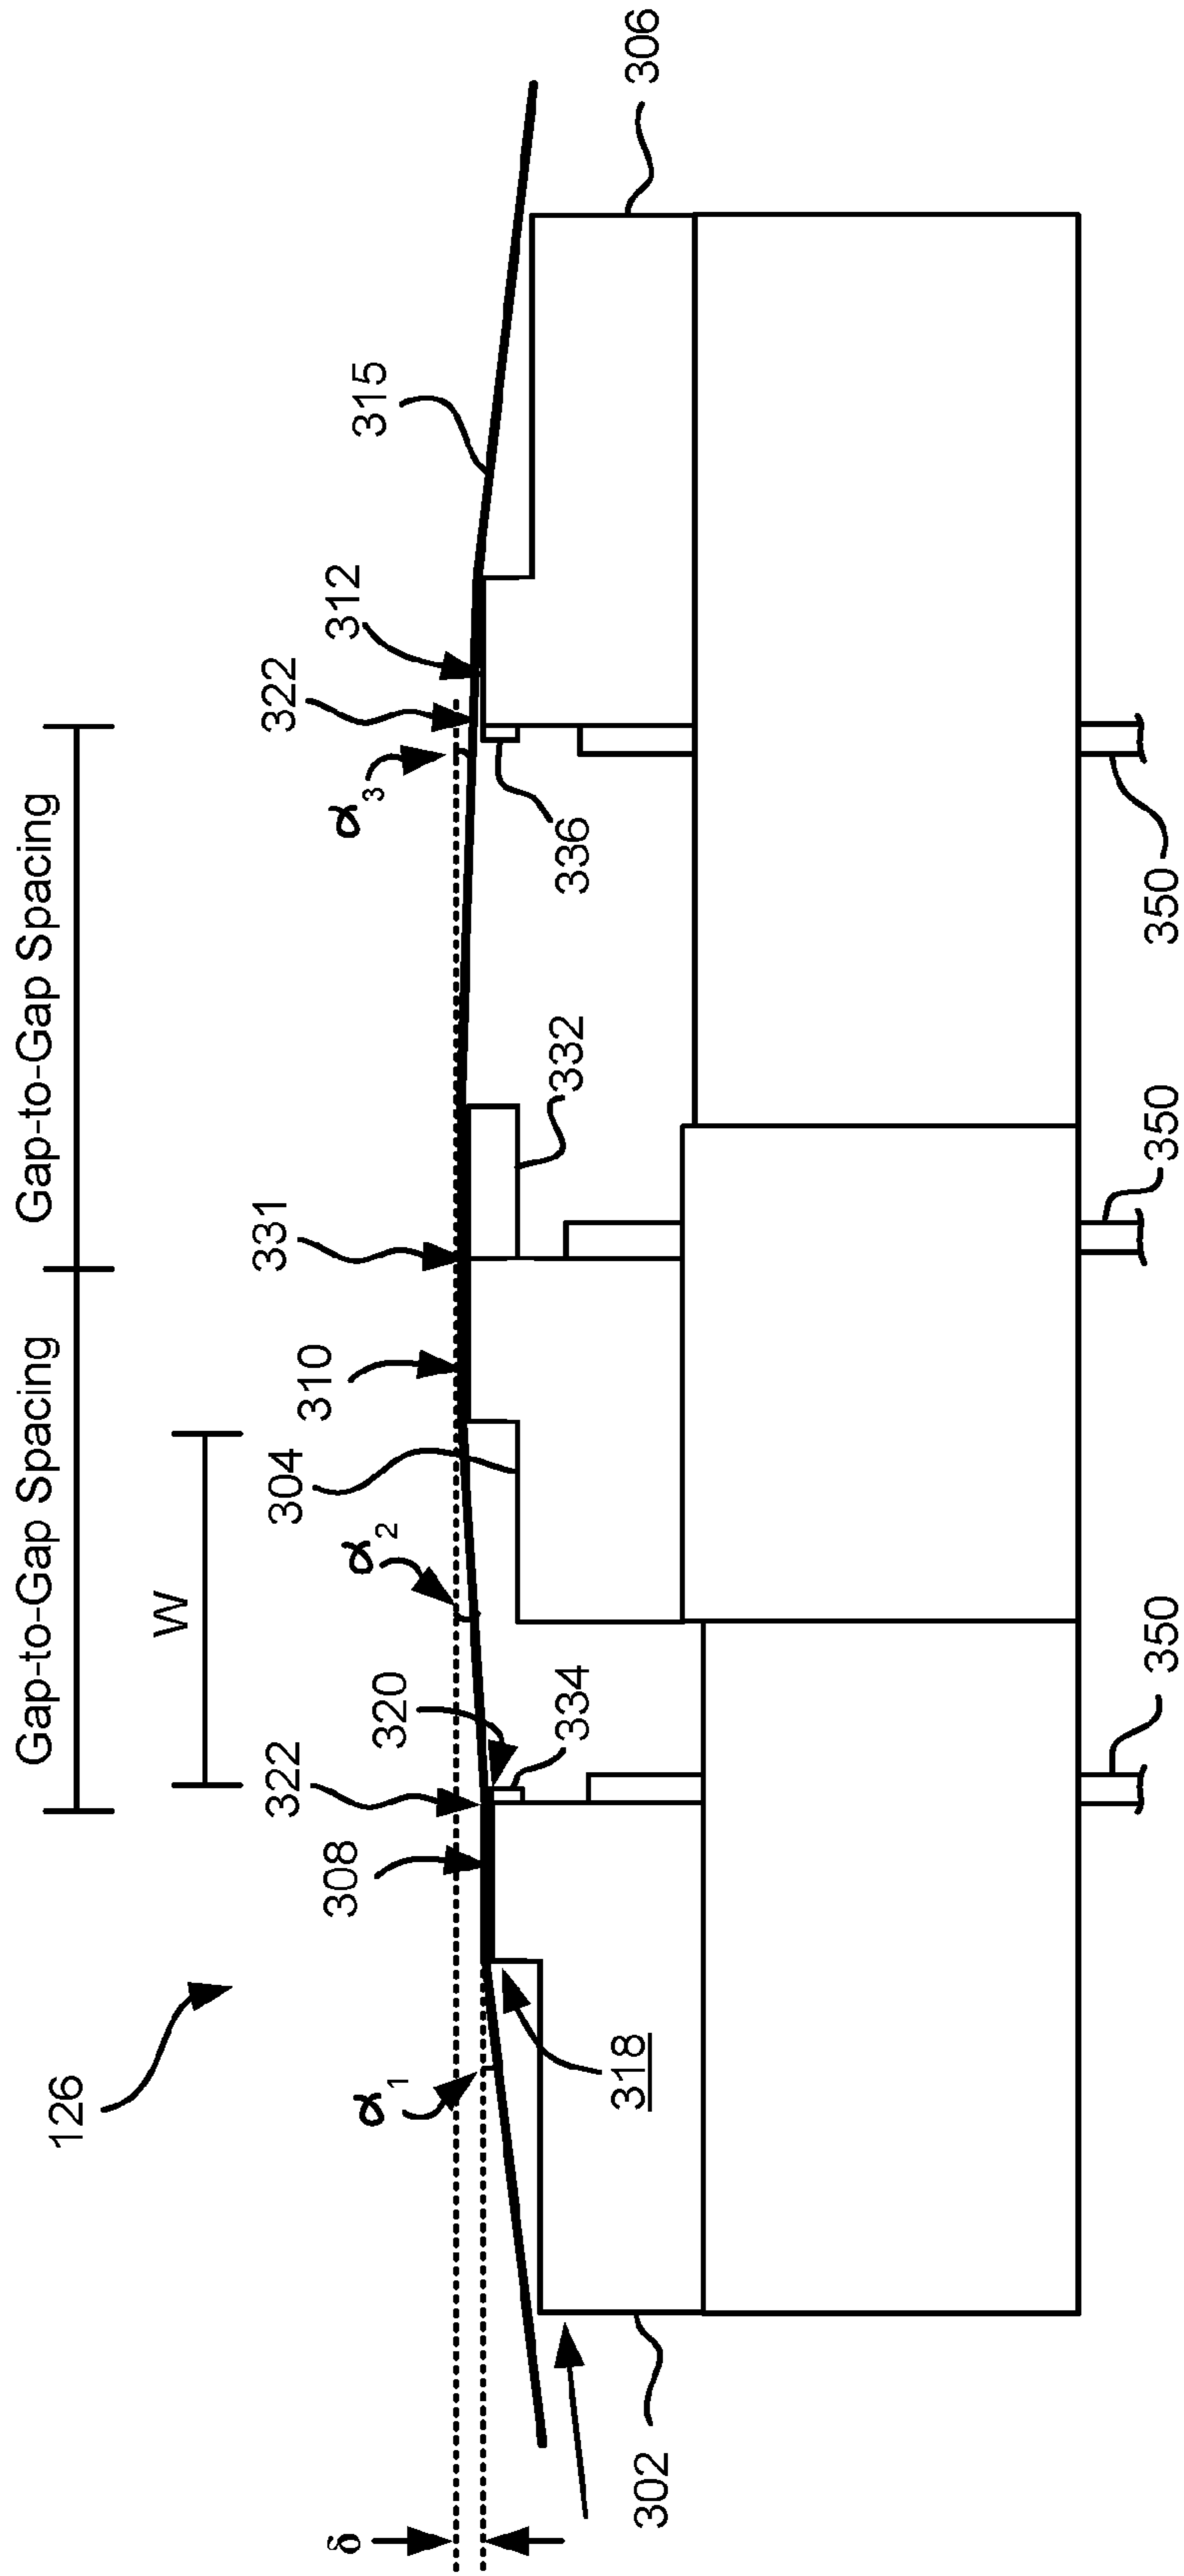 Gap-to-Gap Spacing
Gap-to-Gap Spacing
W
126
δ
α1
α2
α3
308
322
320
334
304
310
331
332
322
312
336
315
306
318
302
350
350
350